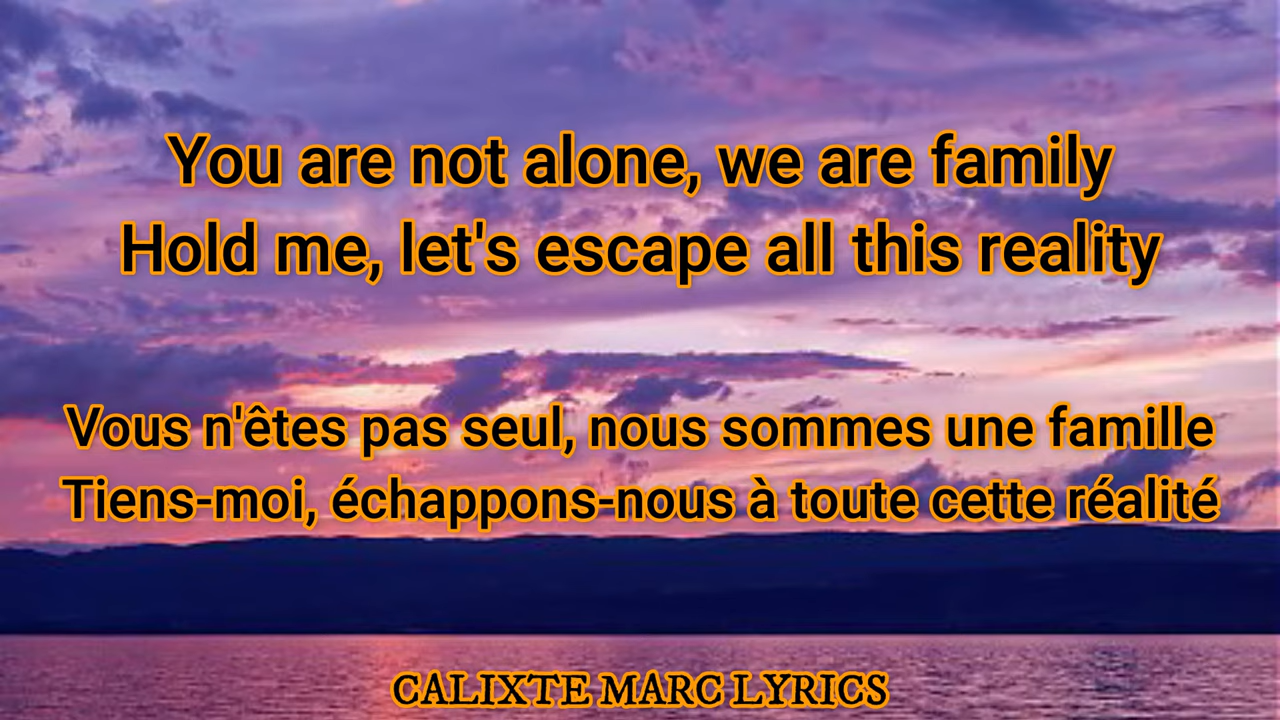 You are not alone, we are family
Hold me, let's escape all this reality
Vous n'êtes pas seul, nous sommes une famille
Tiens-moi, échappons-nous à toute cette réalité
CALIXTE MARC LYRICS